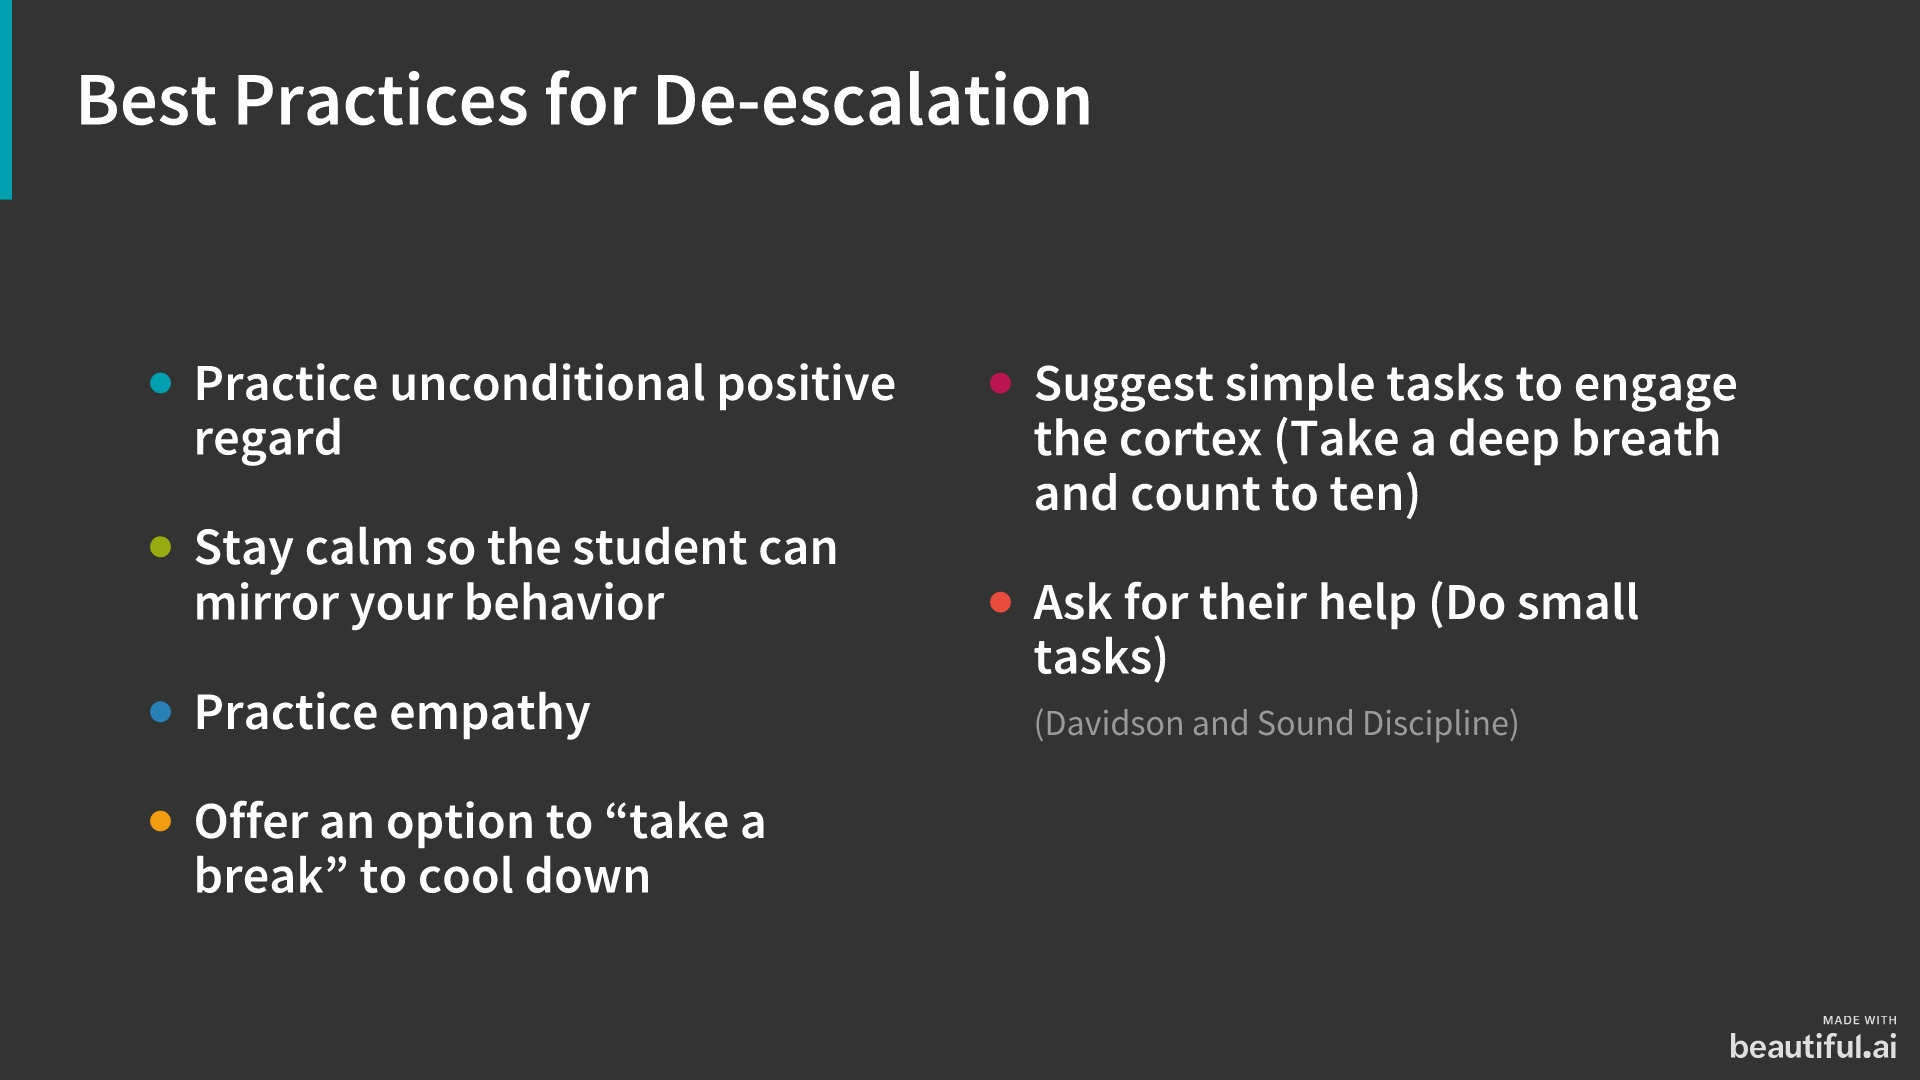 Best Practices for De-escalation
Practice unconditional positive
regard
Stay calm so the student can
mirror your behavior
Practice empathy
Offer an option to “take a
break” to cool down
Suggest simple tasks to engage
the cortex (Take a deep breath
and count to ten)
Ask for their help (Do small
tasks)
(Davidson and Sound Discipline)
MADE WITH
beautiful.ai